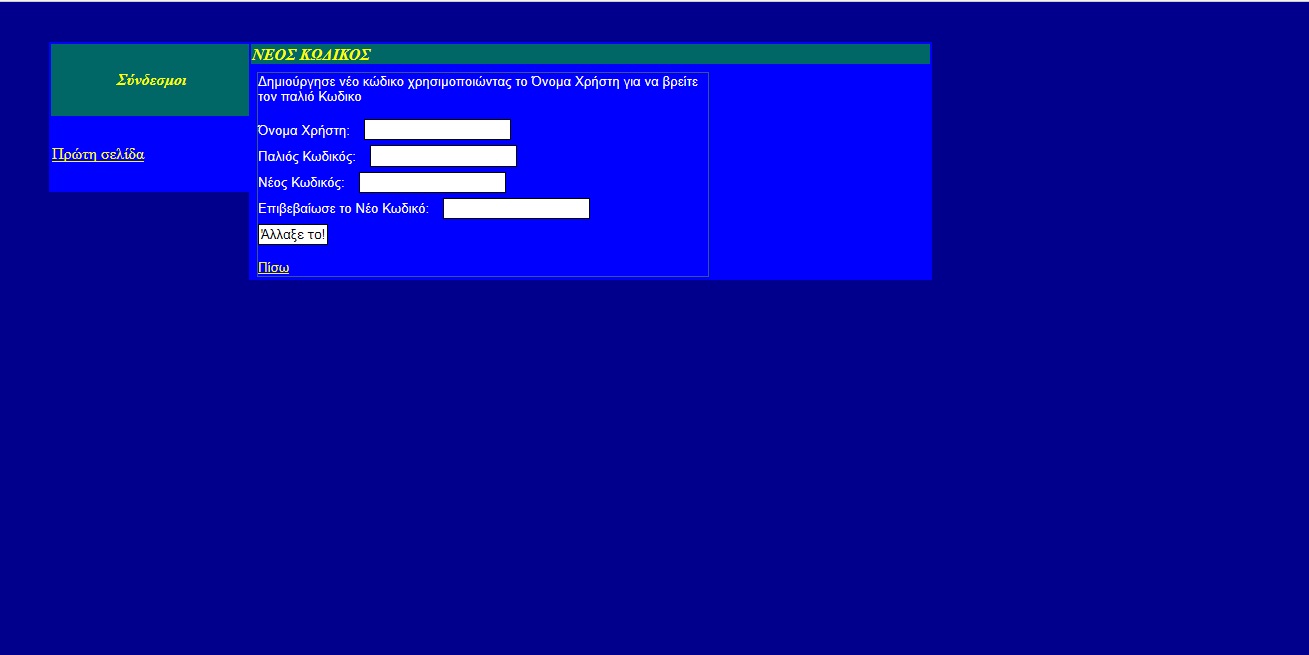 Σύνδεσμοι
Πρώτη σελίδα
ΝΕΟΣ ΚΩΔΙΚΟΣ
Δημιούργησε νέο κώδικο χρησιμοποιώντας το Όνομα Χρήστη για να βρείτε
τον παλιό Κωδικο
Όνομα Χρήστη:
Παλιός Κωδικός:
Νέος Κωδικός:
Επιβεβαίωσε το Νέο Κωδικό:
Άλλαξε το!
Πίσω